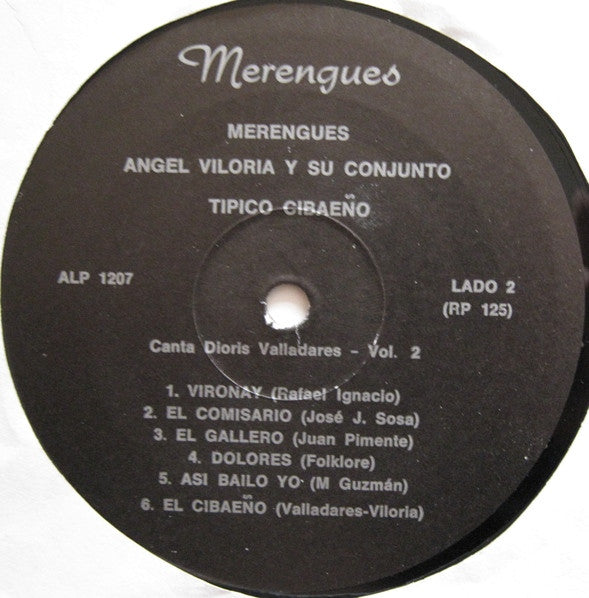 Merengues
MERENGUES
ANGEL VILORIA Y SU CONJUNTO
TIPICO CIBAEÑO
ALP 1207
LADO 2
(RP 125)
Canta Dioris Valladares - Vol. 2
1. VIRONAY (Rafael Ignacio)
2. EL COMISARIO (José J. Sosa)
3. EL GALLERO (Juan Pimente)
4. DOLORES (Folklore)
5. ASI BAILO YO (M Guzmán)
6. EL CIBAEÑO (Valladares-Viloria)